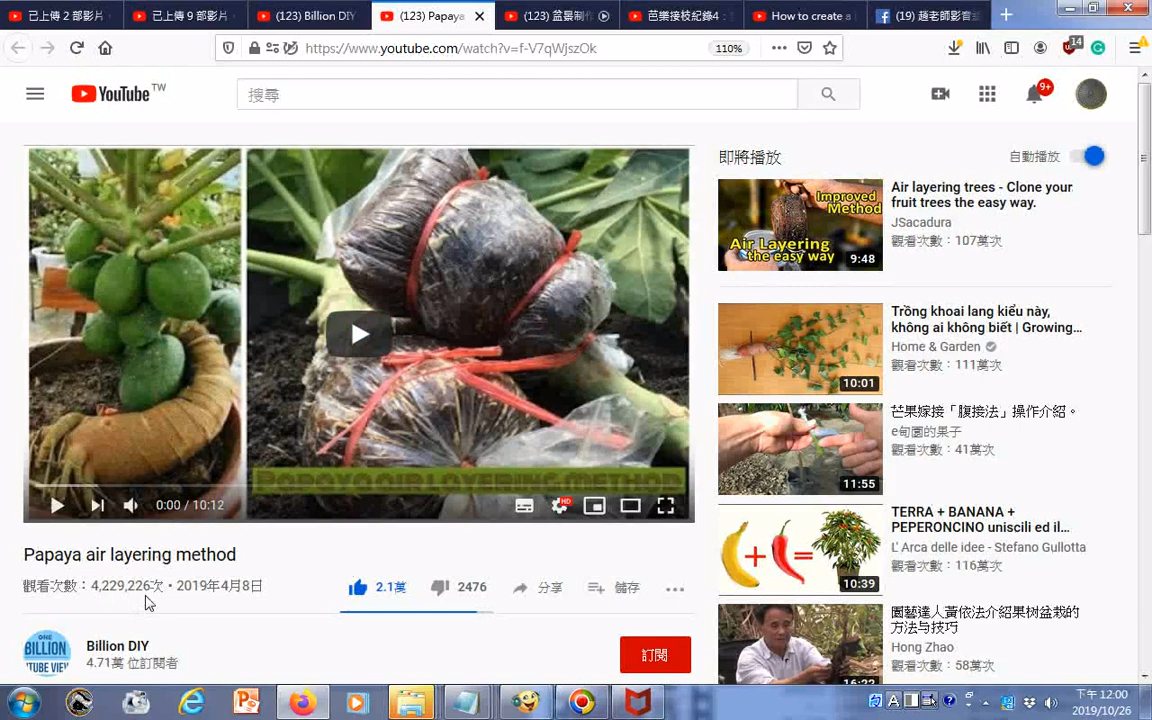 已上傳 2 部影片
已上傳 9 部影片
(123) Billion DIY
(123) Papaya
(123) 盆景制作
芭樂接枝紀錄4：
How to create a
(19) 趙老師影音
https://www.youtube.com/watch?v=f-V7qWjszOk
110%
14
YouTube TW
搜尋
9+
即將播放
自動播放
PAPAYA AIR LAYERING METHOD
0:00 / 10:12
HD
Papaya air layering method
觀看次數：4,229,226次・2019年4月8日
2.1萬
2476
分享
儲存
ONE
BILLION
Billion DIY
4.71萬 位訂閱者
訂閱
Improved
Method
Air Layering
the easy way
9:48
Air layering trees - Clone your
fruit trees the easy way.
JSacadura
觀看次數：107萬次
10:01
Trồng khoai lang kiểu này,
không ai không biết | Growing...
Home & Garden
觀看次數：111萬次
11:55
芒果嫁接「腹接法」操作介紹。
e甸園的果子
觀看次數：41萬次
10:39
TERRA + BANANA +
PEPERONCINO uniscili ed il...
L' Arca delle idee - Stefano Gullotta
觀看次數：116萬次
16:22
園藝達人黃依法介紹果树盆栽的
方法与技巧
Hong Zhao
觀看次數：58萬次
下午 12:00
2019/10/26